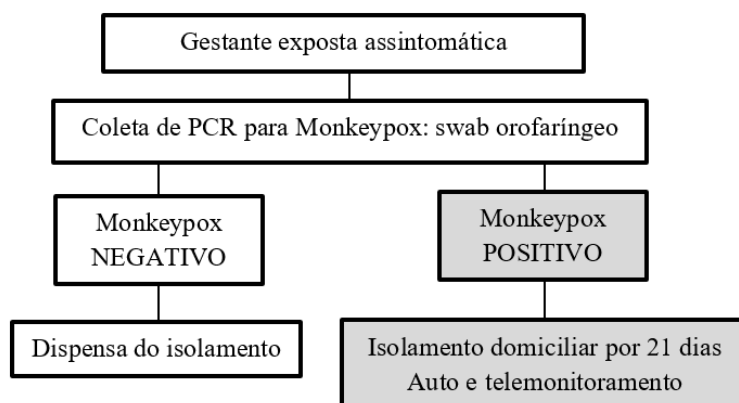 Gestante exposta assintomática
Coleta de PCR para Monkeypox: swab orofaríngeo
Monkeypox
NEGATIVO
Monkeypox
POSITIVO
Dispensa do isolamento
Isolamento domiciliar por 21 dias
Auto e telemonitoramento